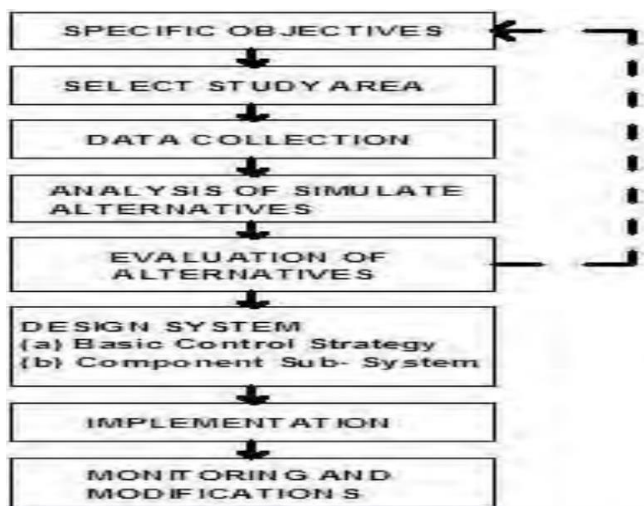 SPECIFIC OBJECTIVES
SELECT STUDY AREA
DATA COLLECTION
ANALYSIS OF SIMULATE
ALTERNATIVES
EVALUATION OF
ALTERNATIVES
DESIGN SYSTEM
(a) Basic Control Strategy
(b) Component Sub- System
IMPLEMENTATION
MONITORING AND
MODIFICATIONS